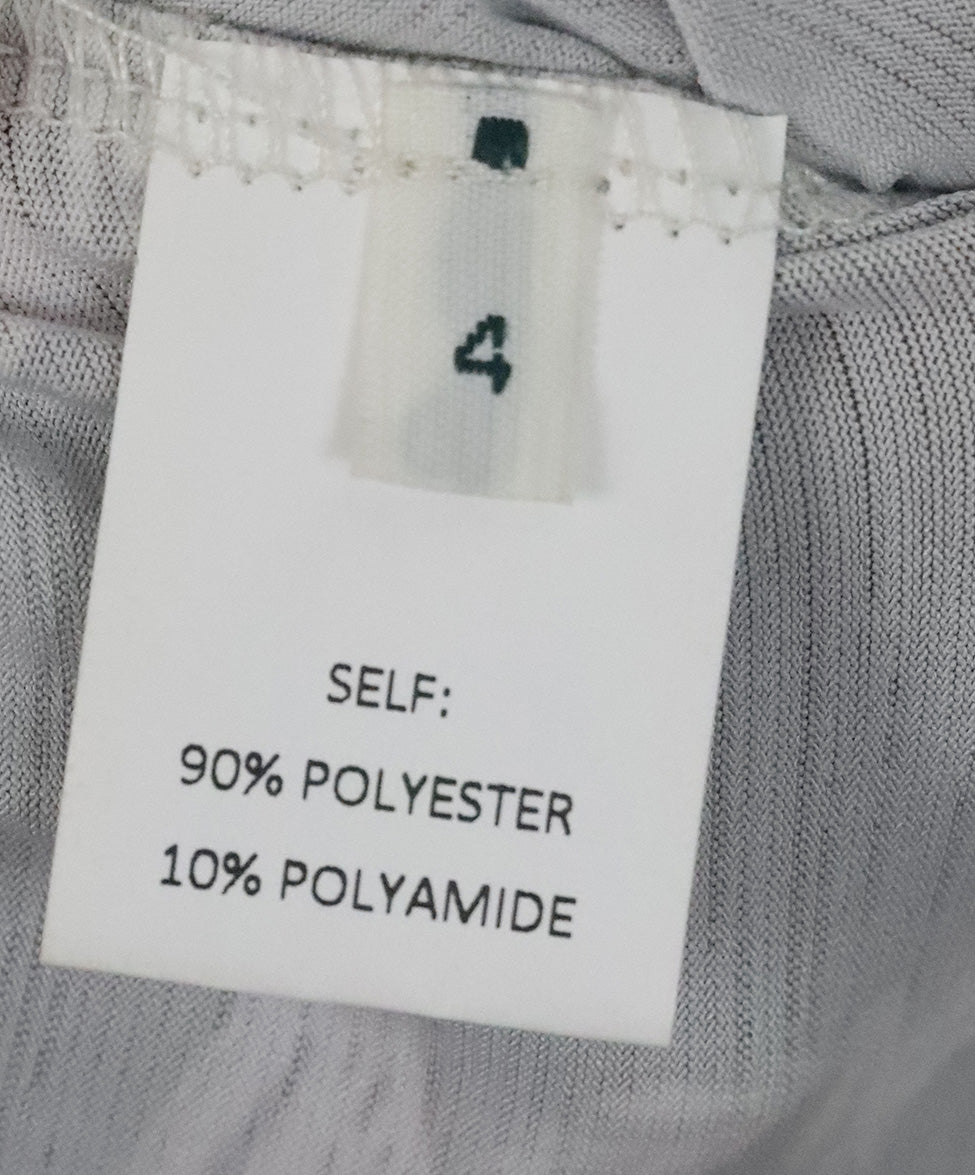 4
SELF:
90% POLYESTER
10% POLYAMIDE